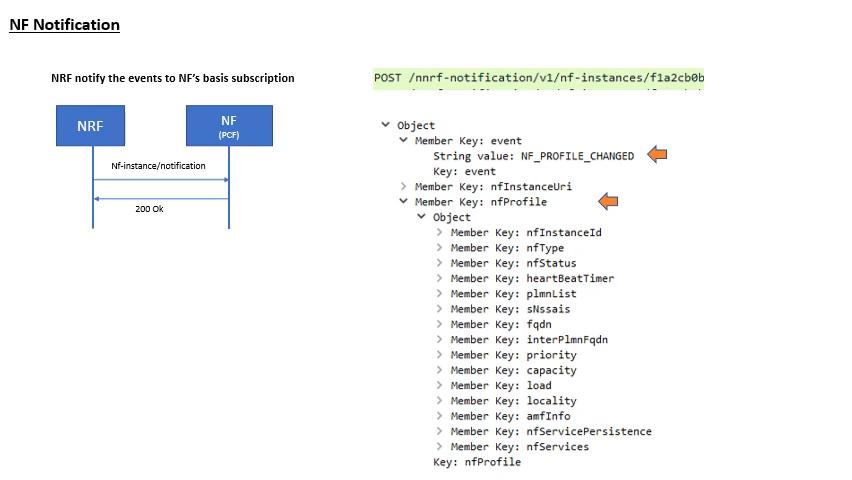 NF Notification
NRF notify the events to NF's basis subscription
NRF
NF
(PCF)
Nf-instance/notification
200 Ok
POST /nnrf-notification/v1/nf-instances/f1a2cb0b
Object
Member Key: event
String value: NF_PROFILE_CHANGED
Key: event
Member Key: nfInstanceUri
Member Key: nfProfile
Object
Member Key: nfInstanceId
Member Key: nfType
Member Key: nfStatus
Member Key: heartBeatTimer
Member Key: plmnList
Member Key: sNssais
Member Key: fqdn
Member Key: interPlmnFqdn
Member Key: priority
Member Key: capacity
Member Key: load
Member Key: locality
Member Key: amfInfo
Member Key: nfServicePersistence
Member Key: nfServices
Key: nfProfile